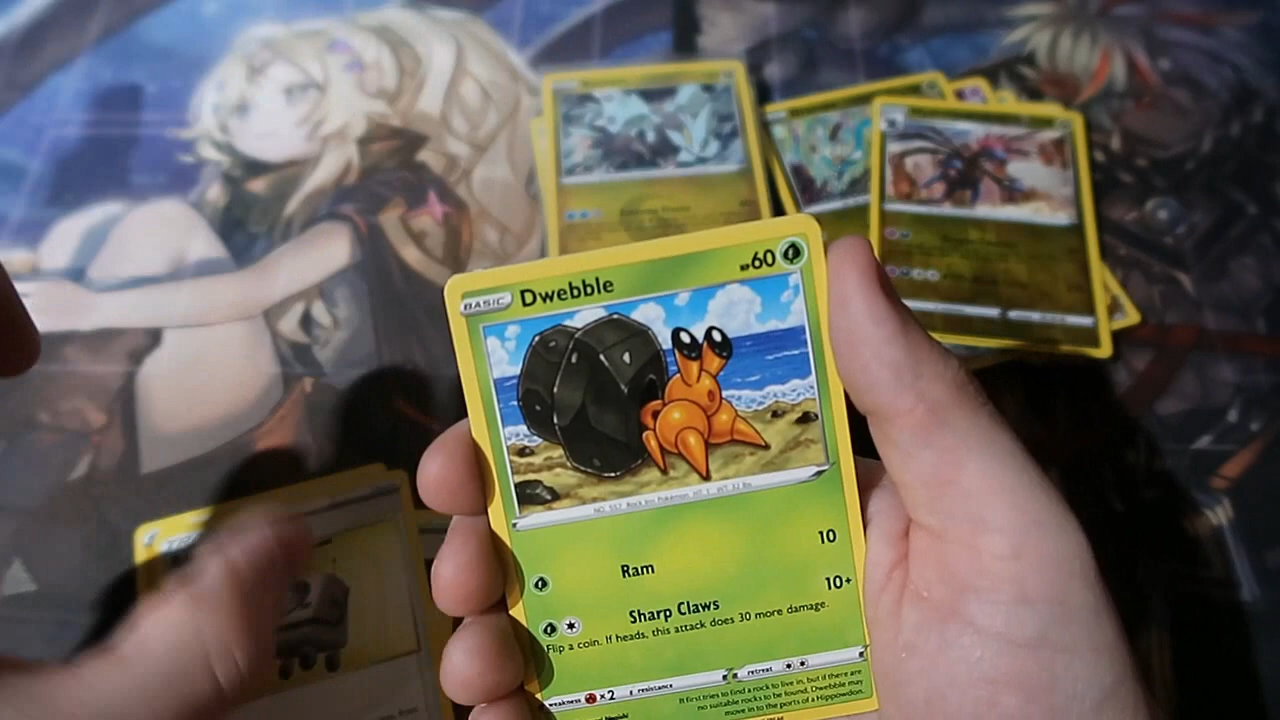 BASIC Dwebble HP60
NO. 557 Rock Inn Pokémon HT: 1' WT: 32 lbs
Ram 10
Sharp Claws 10+
Flip a coin. If heads, this attack does 30 more damage.
weakness ×2 resistance retreat
If first tries to find a rock to live in, but if there are
no suitable rocks to be found, Dwebble may
move in to the ports of a Hippowdon.